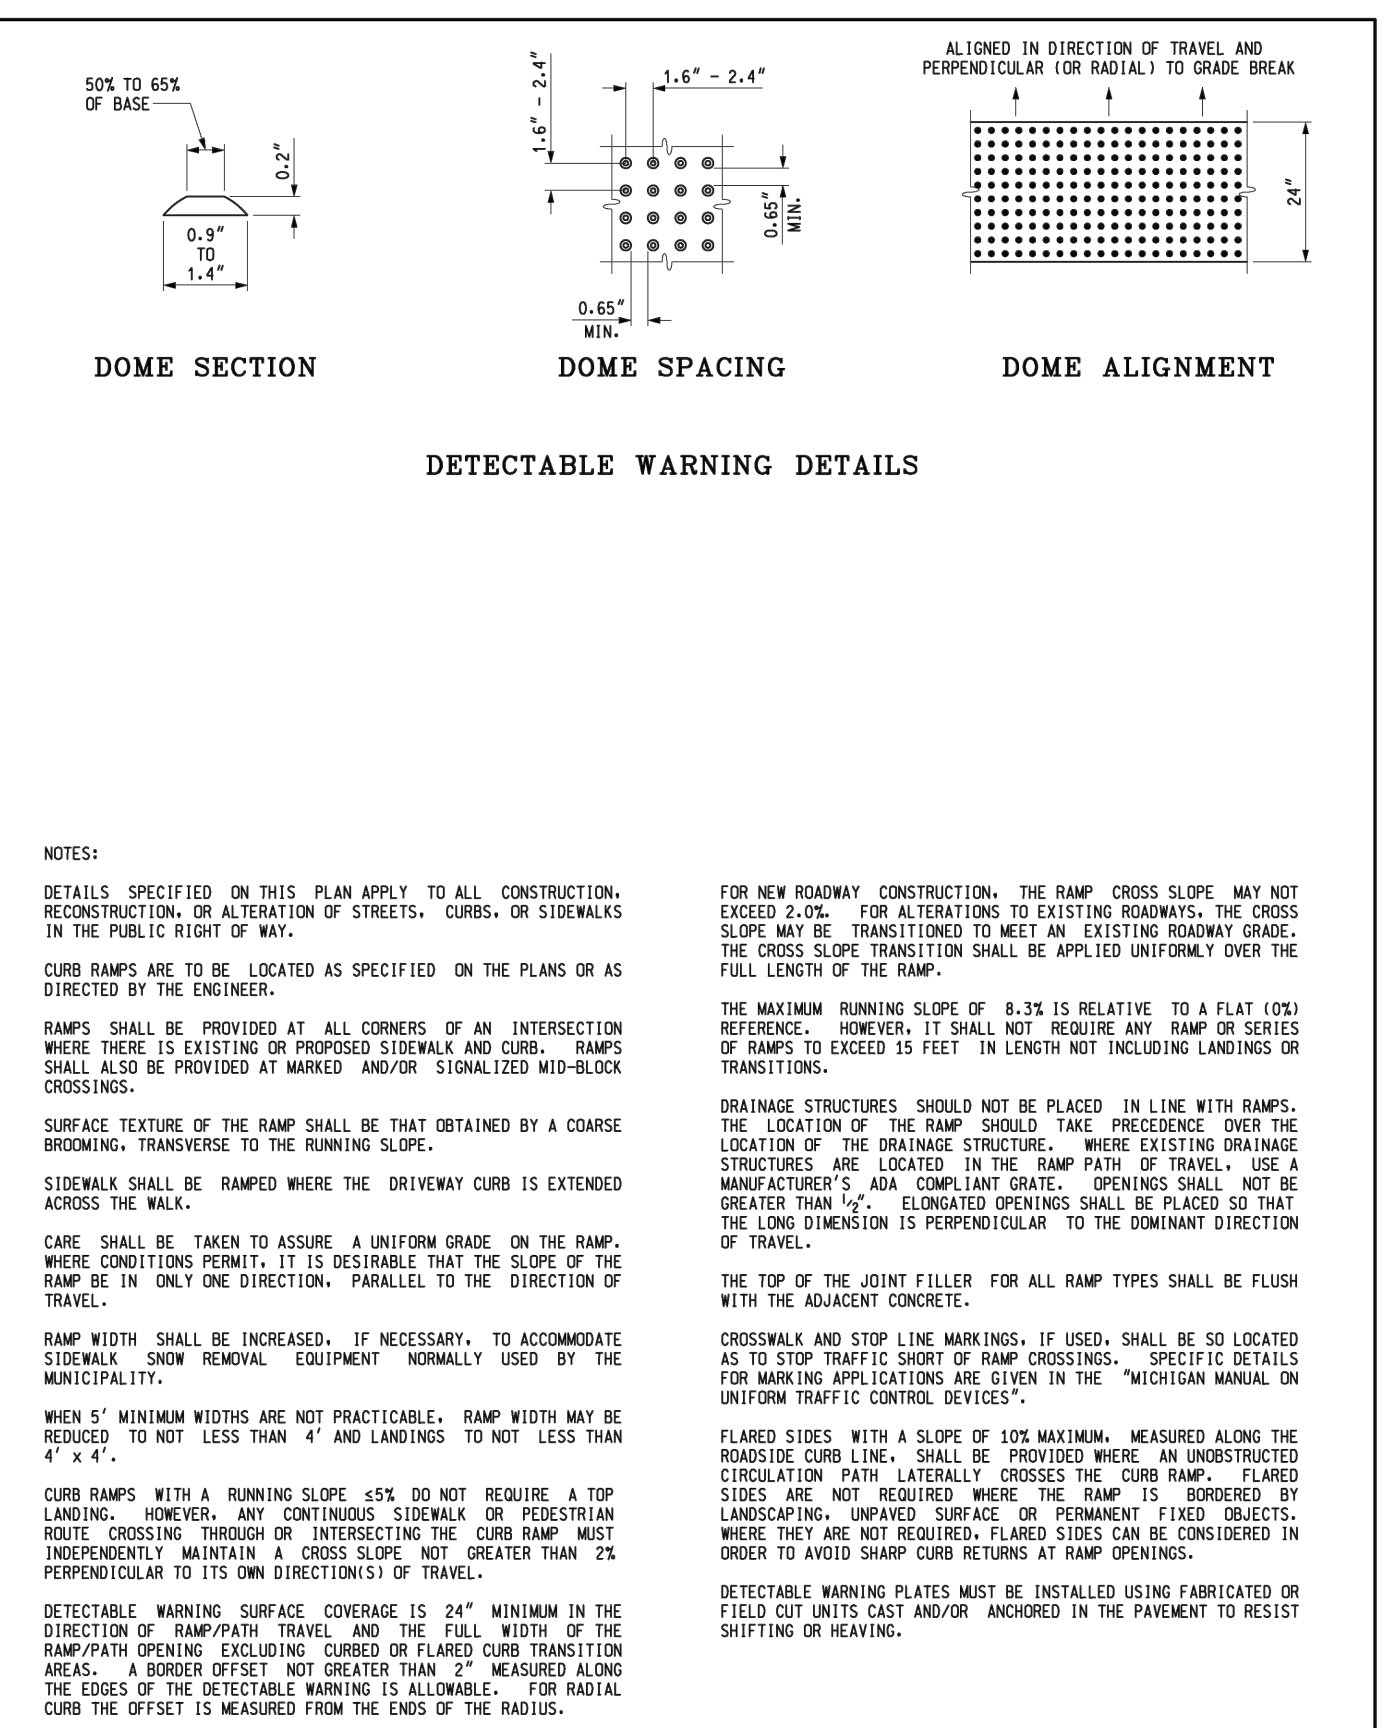 50% TO 65%
OF BASE
0.2"
0.9"
TO
1.4"
DOME SECTION
1.6" - 2.4"
1.6" - 2.4"
0.65"
MIN.
0.65"
MIN.
DOME SPACING
ALIGNED IN DIRECTION OF TRAVEL AND
PERPENDICULAR (OR RADIAL) TO GRADE BREAK
24"
DOME ALIGNMENT
DETECTABLE WARNING DETAILS
NOTES:
DETAILS SPECIFIED ON THIS PLAN APPLY TO ALL CONSTRUCTION,
RECONSTRUCTION, OR ALTERATION OF STREETS, CURBS, OR SIDEWALKS
IN THE PUBLIC RIGHT OF WAY.
CURB RAMPS ARE TO BE LOCATED AS SPECIFIED ON THE PLANS OR AS
DIRECTED BY THE ENGINEER.
RAMPS SHALL BE PROVIDED AT ALL CORNERS OF AN INTERSECTION
WHERE THERE IS EXISTING OR PROPOSED SIDEWALK AND CURB. RAMPS
SHALL ALSO BE PROVIDED AT MARKED AND/OR SIGNALIZED MID-BLOCK
CROSSINGS.
SURFACE TEXTURE OF THE RAMP SHALL BE THAT OBTAINED BY A COARSE
BROOMING, TRANSVERSE TO THE RUNNING SLOPE.
SIDEWALK SHALL BE RAMPED WHERE THE DRIVEWAY CURB IS EXTENDED
ACROSS THE WALK.
CARE SHALL BE TAKEN TO ASSURE A UNIFORM GRADE ON THE RAMP.
WHERE CONDITIONS PERMIT, IT IS DESIRABLE THAT THE SLOPE OF THE
RAMP BE IN ONLY ONE DIRECTION, PARALLEL TO THE DIRECTION OF
TRAVEL.
RAMP WIDTH SHALL BE INCREASED, IF NECESSARY, TO ACCOMMODATE
SIDEWALK SNOW REMOVAL EQUIPMENT NORMALLY USED BY THE
MUNICIPALITY.
WHEN 5' MINIMUM WIDTHS ARE NOT PRACTICABLE, RAMP WIDTH MAY BE
REDUCED TO NOT LESS THAN 4' AND LANDINGS TO NOT LESS THAN
4' x 4'.
CURB RAMPS WITH A RUNNING SLOPE ≤5% DO NOT REQUIRE A TOP
LANDING. HOWEVER, ANY CONTINUOUS SIDEWALK OR PEDESTRIAN
ROUTE CROSSING THROUGH OR INTERSECTING THE CURB RAMP MUST
INDEPENDENTLY MAINTAIN A CROSS SLOPE NOT GREATER THAN 2%
PERPENDICULAR TO ITS OWN DIRECTION(S) OF TRAVEL.
DETECTABLE WARNING SURFACE COVERAGE IS 24" MINIMUM IN THE
DIRECTION OF RAMP/PATH TRAVEL AND THE FULL WIDTH OF THE
RAMP/PATH OPENING EXCLUDING CURBED OR FLARED CURB TRANSITION
AREAS. A BORDER OFFSET NOT GREATER THAN 2" MEASURED ALONG
THE EDGES OF THE DETECTABLE WARNING IS ALLOWABLE. FOR RADIAL
CURB THE OFFSET IS MEASURED FROM THE ENDS OF THE RADIUS.
FOR NEW ROADWAY CONSTRUCTION, THE RAMP CROSS SLOPE MAY NOT
EXCEED 2.0%. FOR ALTERATIONS TO EXISTING ROADWAYS, THE CROSS
SLOPE MAY BE TRANSITIONED TO MEET AN EXISTING ROADWAY GRADE.
THE CROSS SLOPE TRANSITION SHALL BE APPLIED UNIFORMLY OVER THE
FULL LENGTH OF THE RAMP.
THE MAXIMUM RUNNING SLOPE OF 8.3% IS RELATIVE TO A FLAT (0%)
REFERENCE. HOWEVER, IT SHALL NOT REQUIRE ANY RAMP OR SERIES
OF RAMPS TO EXCEED 15 FEET IN LENGTH NOT INCLUDING LANDINGS OR
TRANSITIONS.
DRAINAGE STRUCTURES SHOULD NOT BE PLACED IN LINE WITH RAMPS.
THE LOCATION OF THE RAMP SHOULD TAKE PRECEDENCE OVER THE
LOCATION OF THE DRAINAGE STRUCTURE. WHERE EXISTING DRAINAGE
STRUCTURES ARE LOCATED IN THE RAMP PATH OF TRAVEL, USE A
MANUFACTURER'S ADA COMPLIANT GRATE. OPENINGS SHALL NOT BE
GREATER THAN 1/2". ELONGATED OPENINGS SHALL BE PLACED SO THAT
THE LONG DIMENSION IS PERPENDICULAR TO THE DOMINANT DIRECTION
OF TRAVEL.
THE TOP OF THE JOINT FILLER FOR ALL RAMP TYPES SHALL BE FLUSH
WITH THE ADJACENT CONCRETE.
CROSSWALK AND STOP LINE MARKINGS, IF USED, SHALL BE SO LOCATED
AS TO STOP TRAFFIC SHORT OF RAMP CROSSINGS. SPECIFIC DETAILS
FOR MARKING APPLICATIONS ARE GIVEN IN THE "MICHIGAN MANUAL ON
UNIFORM TRAFFIC CONTROL DEVICES".
FLARED SIDES WITH A SLOPE OF 10% MAXIMUM, MEASURED ALONG THE
ROADSIDE CURB LINE, SHALL BE PROVIDED WHERE AN UNOBSTRUCTED
CIRCULATION PATH LATERALLY CROSSES THE CURB RAMP. FLARED
SIDES ARE NOT REQUIRED WHERE THE RAMP IS BORDERED BY
LANDSCAPING, UNPAVED SURFACE OR PERMANENT FIXED OBJECTS.
WHERE THEY ARE NOT REQUIRED, FLARED SIDES CAN BE CONSIDERED IN
ORDER TO AVOID SHARP CURB RETURNS AT RAMP OPENINGS.
DETECTABLE WARNING PLATES MUST BE INSTALLED USING FABRICATED OR
FIELD CUT UNITS CAST AND/OR ANCHORED IN THE PAVEMENT TO RESIST
SHIFTING OR HEAVING.